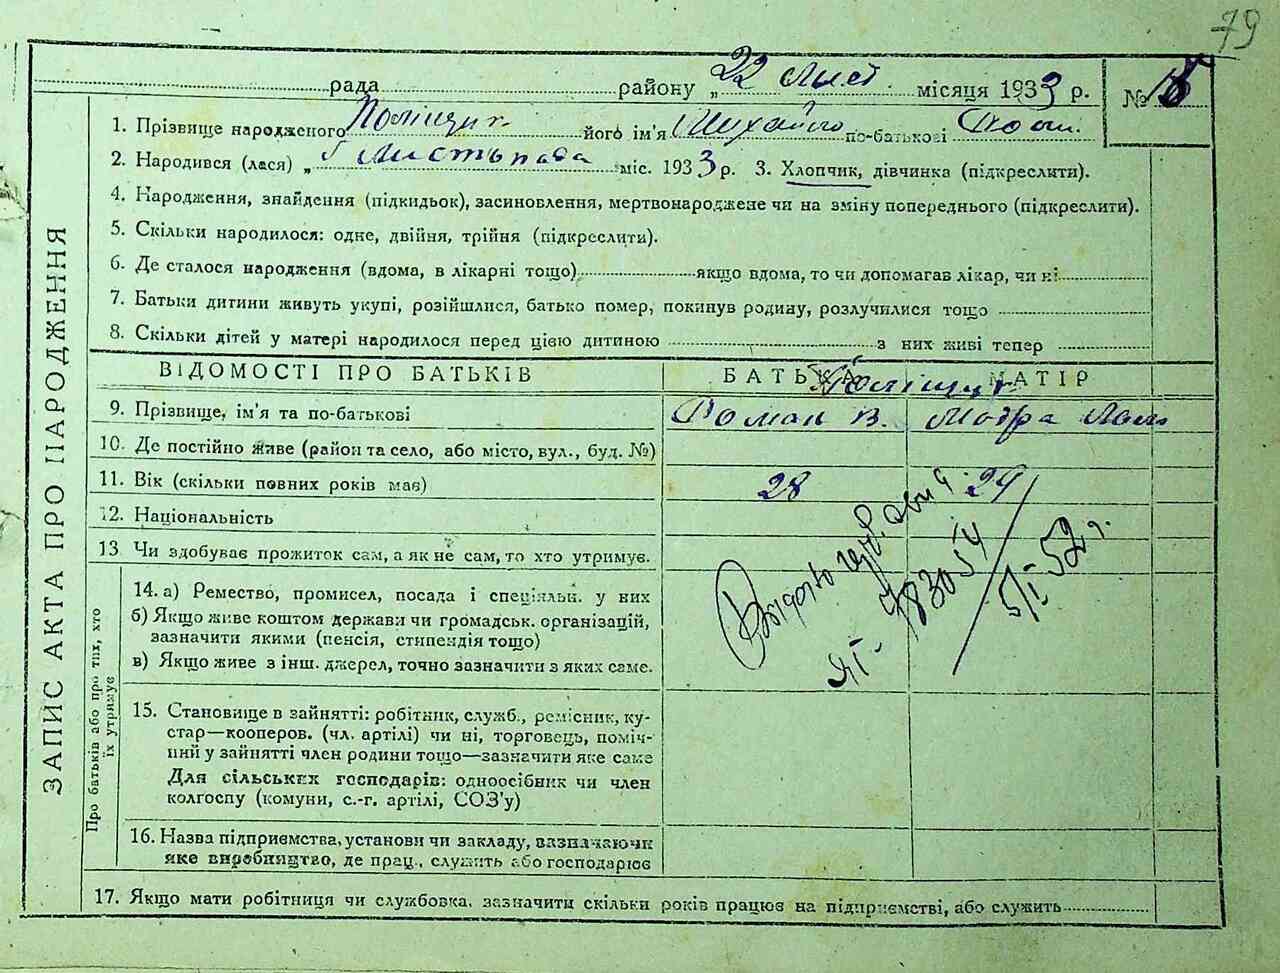 79
рада району „22 Лист. місяця 1933 р. №
1. Прізвище народженого Поліщук його ім'я Михайло по-батькові Ром.
2. Народився (лася) „ Листопада міс. 1933 р. 3. Хлопчик, дівчинка (підкреслити).
4. Народження, знайдення (підкидьок), засиновлення, мертвонароджене чи на зміну попереднього (підкреслити).
5. Скільки народилося: одне, двійня, трійня (підкреслити).
6. Де сталося народження (вдома, в лікарні тощо) якщо вдома, то чи допомагав лікар, чи ні
7. Батьки дитини живуть укупі, розійшлися, батько помер, покинув родину, розлучилися тощо
8. Скільки дітей у матері народилося перед цією дитиною з них живі тепер
ЗАПИС АКТА ПРО НАРОДЖЕННЯ
ВІДОМОСТІ ПРО БАТЬКІВ БАТЬКА МАТІР
Поліщук
9. Прізвище, ім'я та по-батькові Роман В.
10. Де постійно живе (район та село, або місто, вул., буд. №)
11. Вік (скільки повних років має) 28 29
12. Національність
13. Чи здобуває прожиток сам, а як не сам, то хто утримує.
Про батьків або про тих, хто
їх утримує
14. а) Ремество, промисел, посада і спеціяльн. у них
б) Якщо живе коштом держави чи громадськ. організацій,
зазначити якими (пенсія, стипендія тощо)
в) Якщо живе з інш. джерел, точно зазначити з яких саме.
ЯГ- 5/I-52 г.
15. Становище в зайнятті: робітник, служб., ремісник, ку-
стар—кооперов. (чл. артілі) чи ні, торговець, поміч-
ний у зайнятті член родини тощо—зазначити яке саме
Для сільських господарів: одноосібник чи член
колгоспу (комуни, с.-г. артілі, СОЗ'у)
16. Назва підприємства, установи чи закладу, зазначаючи
яке виробництво, де прац., служить або господарює
17. Якщо мати робітниця чи службовка, зазначити скільки років працює на підприємстві, або служить